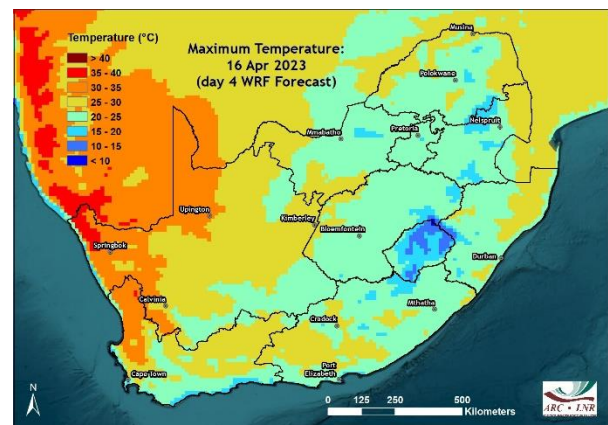 Temperature (°C)
> 40
35 - 40
30 - 35
25 - 30
20 - 25
15 - 20
10 - 15
< 10
Maximum Temperature:
16 Apr 2023
(day 4 WRF Forecast)
Musina
Polokwane
Nelspruit
Mmabatho
Pretoria
Upington
Kimberley
Bloemfontein
Springbok
Durban
Calvinia
Mthatha
Cradock
Cape Town
Port
Elizabeth
N
0 125 250 500
Kilometers
ARC • LNR